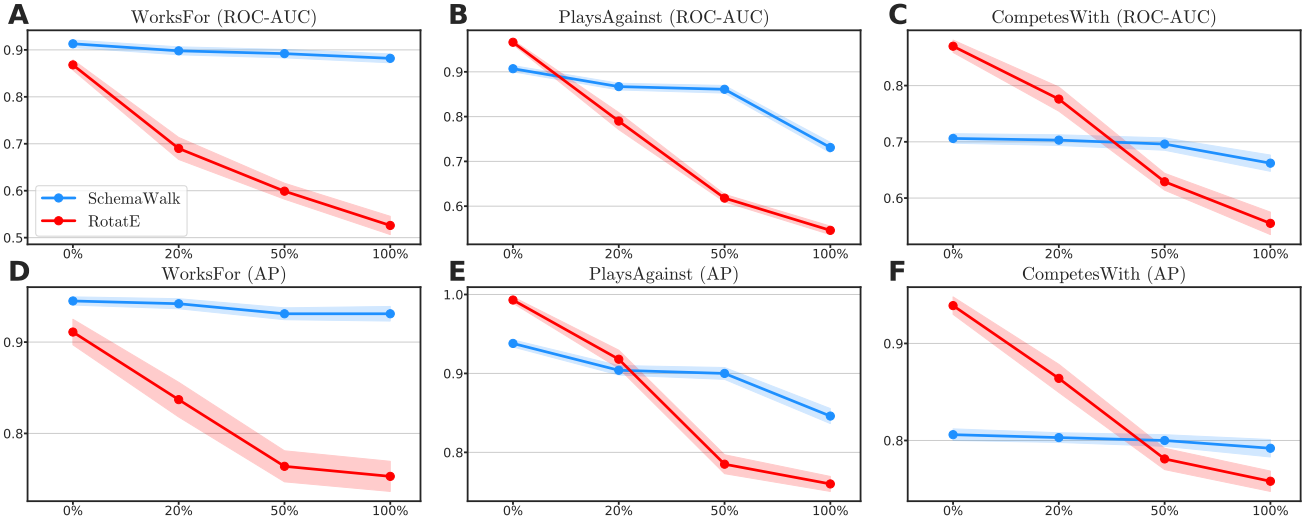 A WorksFor (ROC-AUC)
0.9
0.8
0.7
0.6
0.5
SchemaWalk
RotatE
0% 20% 50% 100%
B PlaysAgainst (ROC-AUC)
0.9
0.8
0.7
0.6
0% 20% 50% 100%
C CompetesWith (ROC-AUC)
0.8
0.7
0.6
0% 20% 50% 100%
D WorksFor (AP)
0.9
0.8
0% 20% 50% 100%
E PlaysAgainst (AP)
1.0
0.9
0.8
0% 20% 50% 100%
F CompetesWith (AP)
0.9
0.8
0% 20% 50% 100%